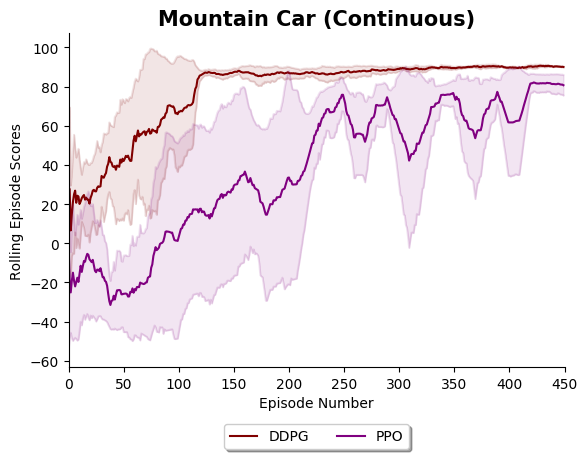 Mountain Car (Continuous)
100
80
60
40
20
0
−20
−40
−60
Rolling Episode Scores
0 50 100 150 200 250 300 350 400 450
Episode Number
DDPG PPO